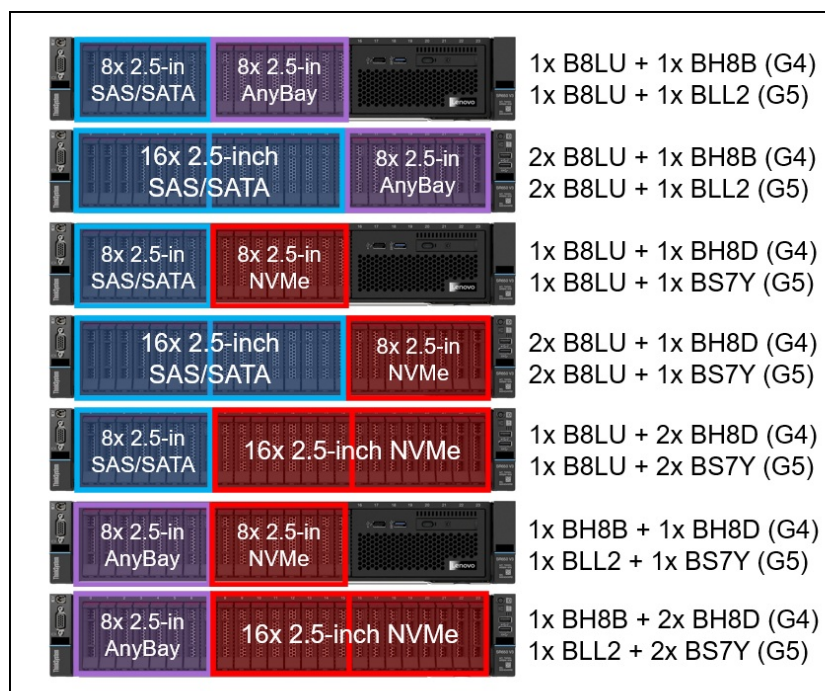 8x 2.5-in
SAS/SATA
8x 2.5-in
AnyBay
Lenovo
1x B8LU + 1x BH8B (G4)
1x B8LU + 1x BLL2 (G5)
16x 2.5-inch
SAS/SATA
8x 2.5-in
AnyBay
2x B8LU + 1x BH8B (G4)
2x B8LU + 1x BLL2 (G5)
8x 2.5-in
SAS/SATA
8x 2.5-in
NVMe
Lenovo
1x B8LU + 1x BH8D (G4)
1x B8LU + 1x BS7Y (G5)
16x 2.5-inch
SAS/SATA
8x 2.5-in
NVMe
2x B8LU + 1x BH8D (G4)
2x B8LU + 1x BS7Y (G5)
8x 2.5-in
SAS/SATA
16x 2.5-inch NVMe
1x B8LU + 2x BH8D (G4)
1x B8LU + 2x BS7Y (G5)
8x 2.5-in
AnyBay
8x 2.5-in
NVMe
Lenovo
1x BH8B + 1x BH8D (G4)
1x BLL2 + 1x BS7Y (G5)
8x 2.5-in
AnyBay
16x 2.5-inch NVMe
1x BH8B + 2x BH8D (G4)
1x BLL2 + 2x BS7Y (G5)